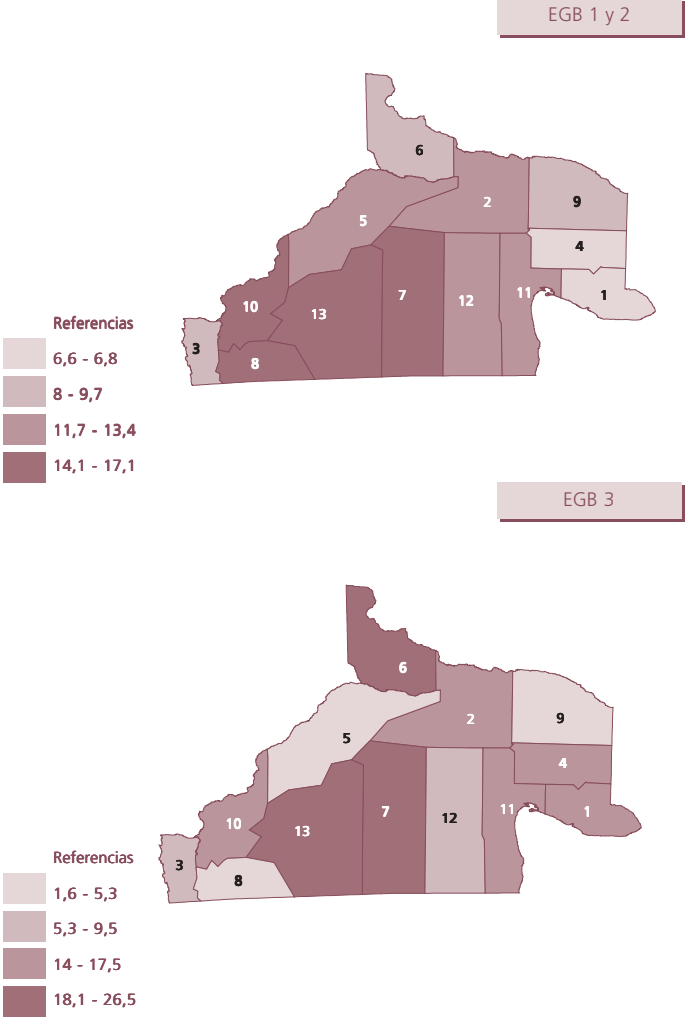 EGB 1 y 2
6
9
2
5
4
1
11
7
12
10
13
3
8
Referencias
6,6 - 6,8
8 - 9,7
11,7 - 13,4
14,1 - 17,1
EGB 3
6
9
2
5
4
11
1
7
12
10
13
3
8
Referencias
1,6 - 5,3
5,3 - 9,5
14 - 17,5
18,1 - 26,5